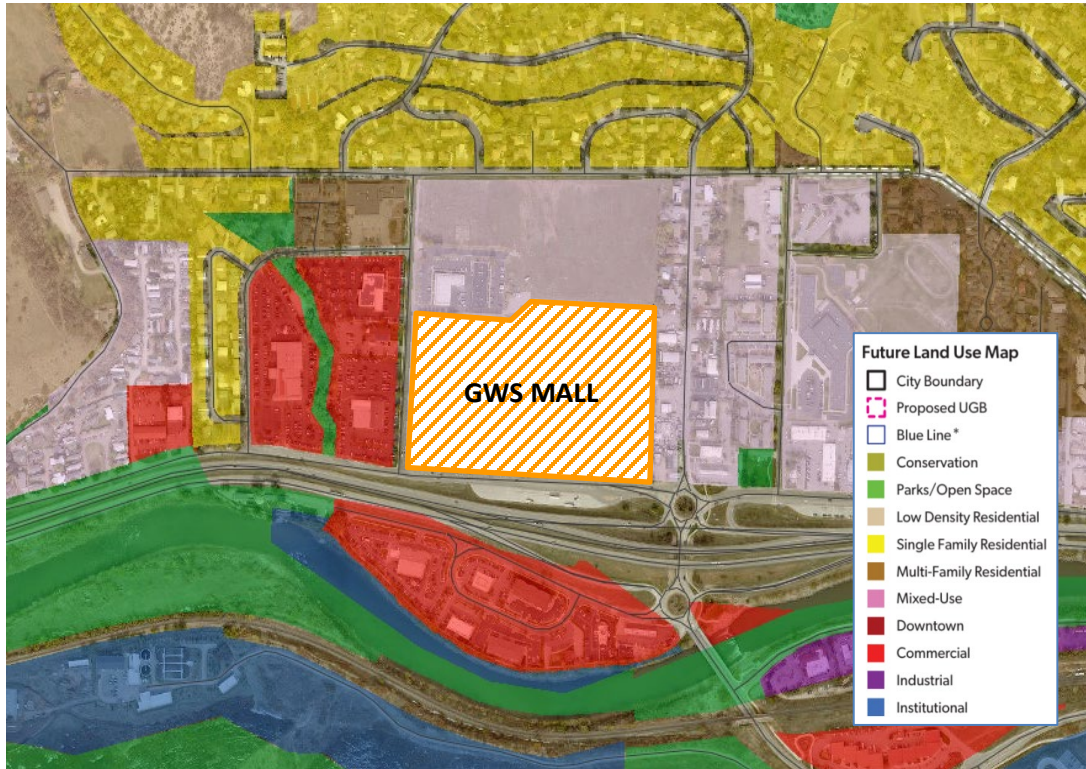 GWS MALL
Future Land Use Map
City Boundary
Proposed UGB
Blue Line*
Conservation
Parks/Open Space
Low Density Residential
Single Family Residential
Multi-Family Residential
Mixed-Use
Downtown
Commercial
Industrial
Institutional